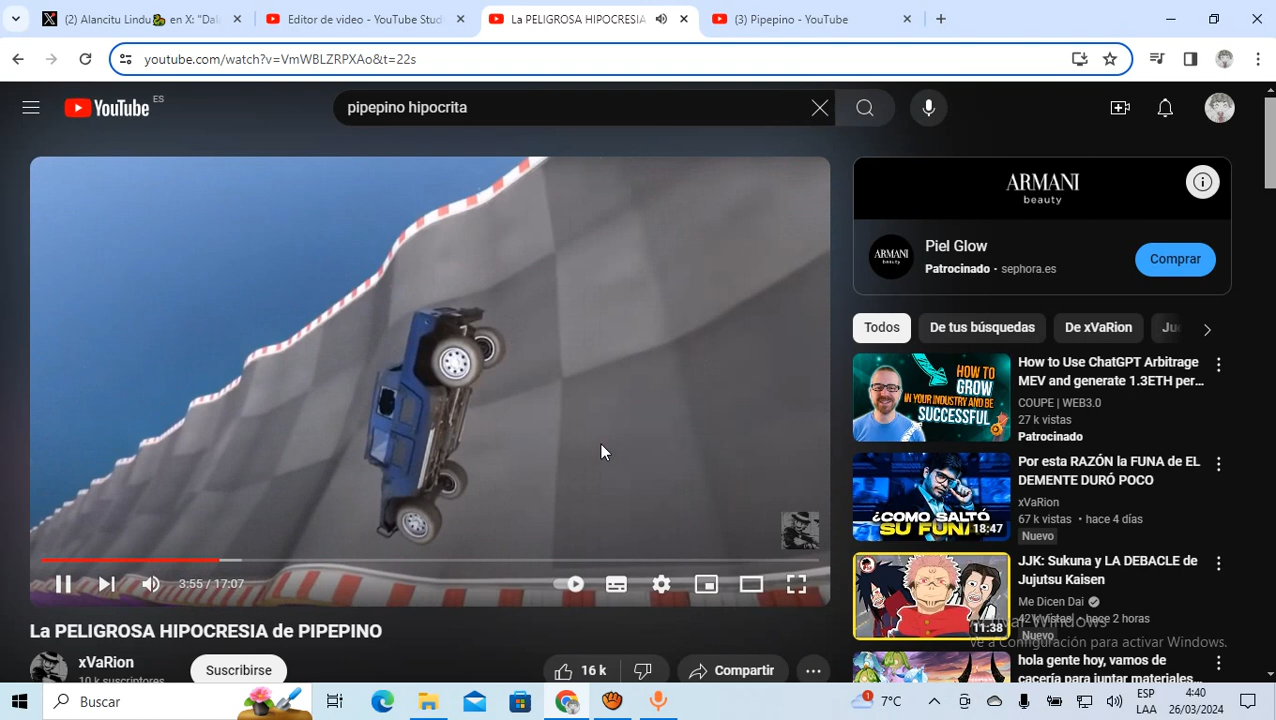 (2) Alancitu Lindu en X: "Dala
Editor de video - YouTube Stud
La PELIGROSA HIPOCRESIA
(3) Pipepino - YouTube
youtube.com/watch?v=VmWBLZRPXAo&t=22s
YouTube ES
pipepino hipocrita
ARMANI
beauty
ARMANI
Piel Glow
Patrocinado · sephora.es
Comprar
Todos
De tus búsquedas
De xVaRion
How to Use ChatGPT Arbitrage
MEV and generate 1.3ETH per...
COUPE | WEB3.0
27 k vistas
Patrocinado
HOW TO
GROW
IN YOUR INDUSTRY AND BE
SUCCESSFUL
Por esta RAZÓN la FUNA de EL
DEMENTE DURÓ POCO
xVaRion
67 k vistas · hace 4 días
Nuevo
¿COMO SALTÓ
SU FUNA
18:47
JJK: Sukuna y LA DEBACLE de
Jujutsu Kaisen
Me Dicen Dai
vistas · hace 2 horas
Nuevo
11:38
Activar Windows
Ve a Configuración para activar Windows.
hola gente hoy, vamos de
cacería para juntar materiales...
3:55 / 17:07
La PELIGROSA HIPOCRESIA de PIPEPINO
xVaRion
10 k suscriptores
Suscribirse
16 k
Compartir
Buscar
7°C
ESP
LAA
4:40
26/03/2024